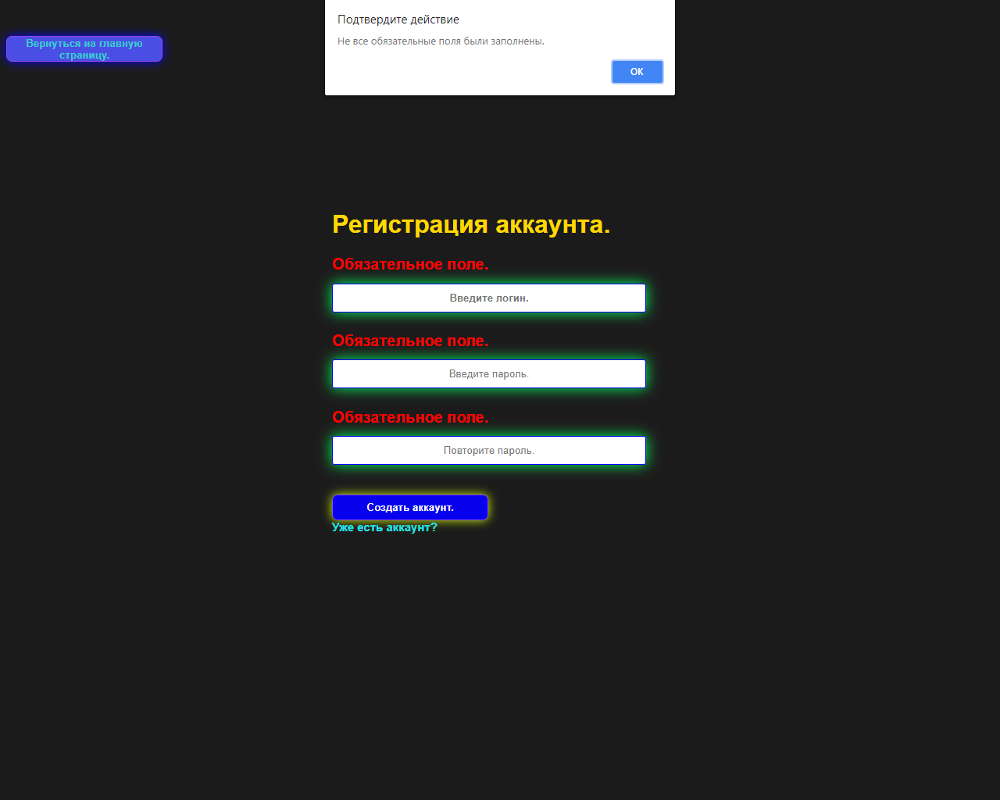 Подтвердите действие
Не все обязательные поля были заполнены.
ОК
Вернуться на главную
страницу.
Регистрация аккаунта.
Обязательное поле.
Введите логин.
Обязательное поле.
Введите пароль.
Обязательное поле.
Повторите пароль.
Создать аккаунт.
Уже есть аккаунт?